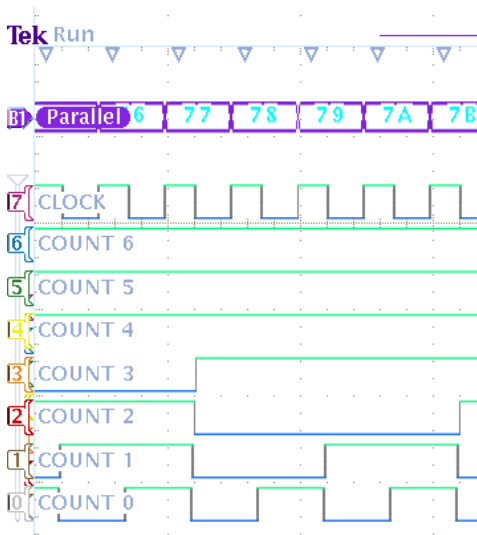 Tek Run
B1 Parallel 6 77 78 79 7A 7B
7 CLOCK
6 COUNT 6
5 COUNT 5
4 COUNT 4
3 COUNT 3
2 COUNT 2
1 COUNT 1
0 COUNT 0